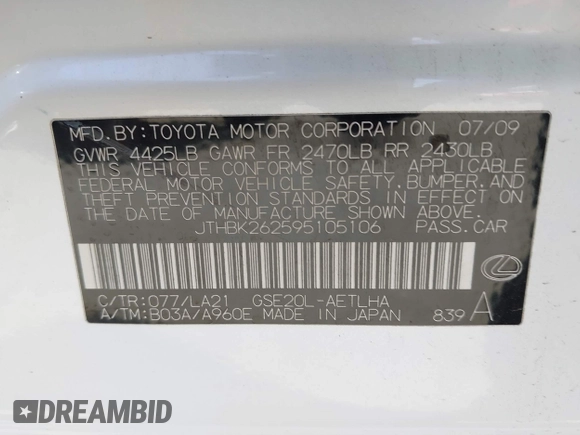 MFD. BY: TOYOTA MOTOR CORPORATION 07/09
GVWR 4425LB GAWR FR 2470LB RR 2430LB
THIS VEHICLE CONFORMS TO ALL APPLICABLE
FEDERAL MOTOR VEHICLE SAFETY, BUMPER, AND
THEFT PREVENTION STANDARDS IN EFFECT ON
THE DATE OF MANUFACTURE SHOWN ABOVE.
JTHBK262595105106 PASS. CAR
C/TR: 077/LA21 GSE20L-AETLHA
A/TM: B03A/A960E MADE IN JAPAN 839 A
DREAMBID